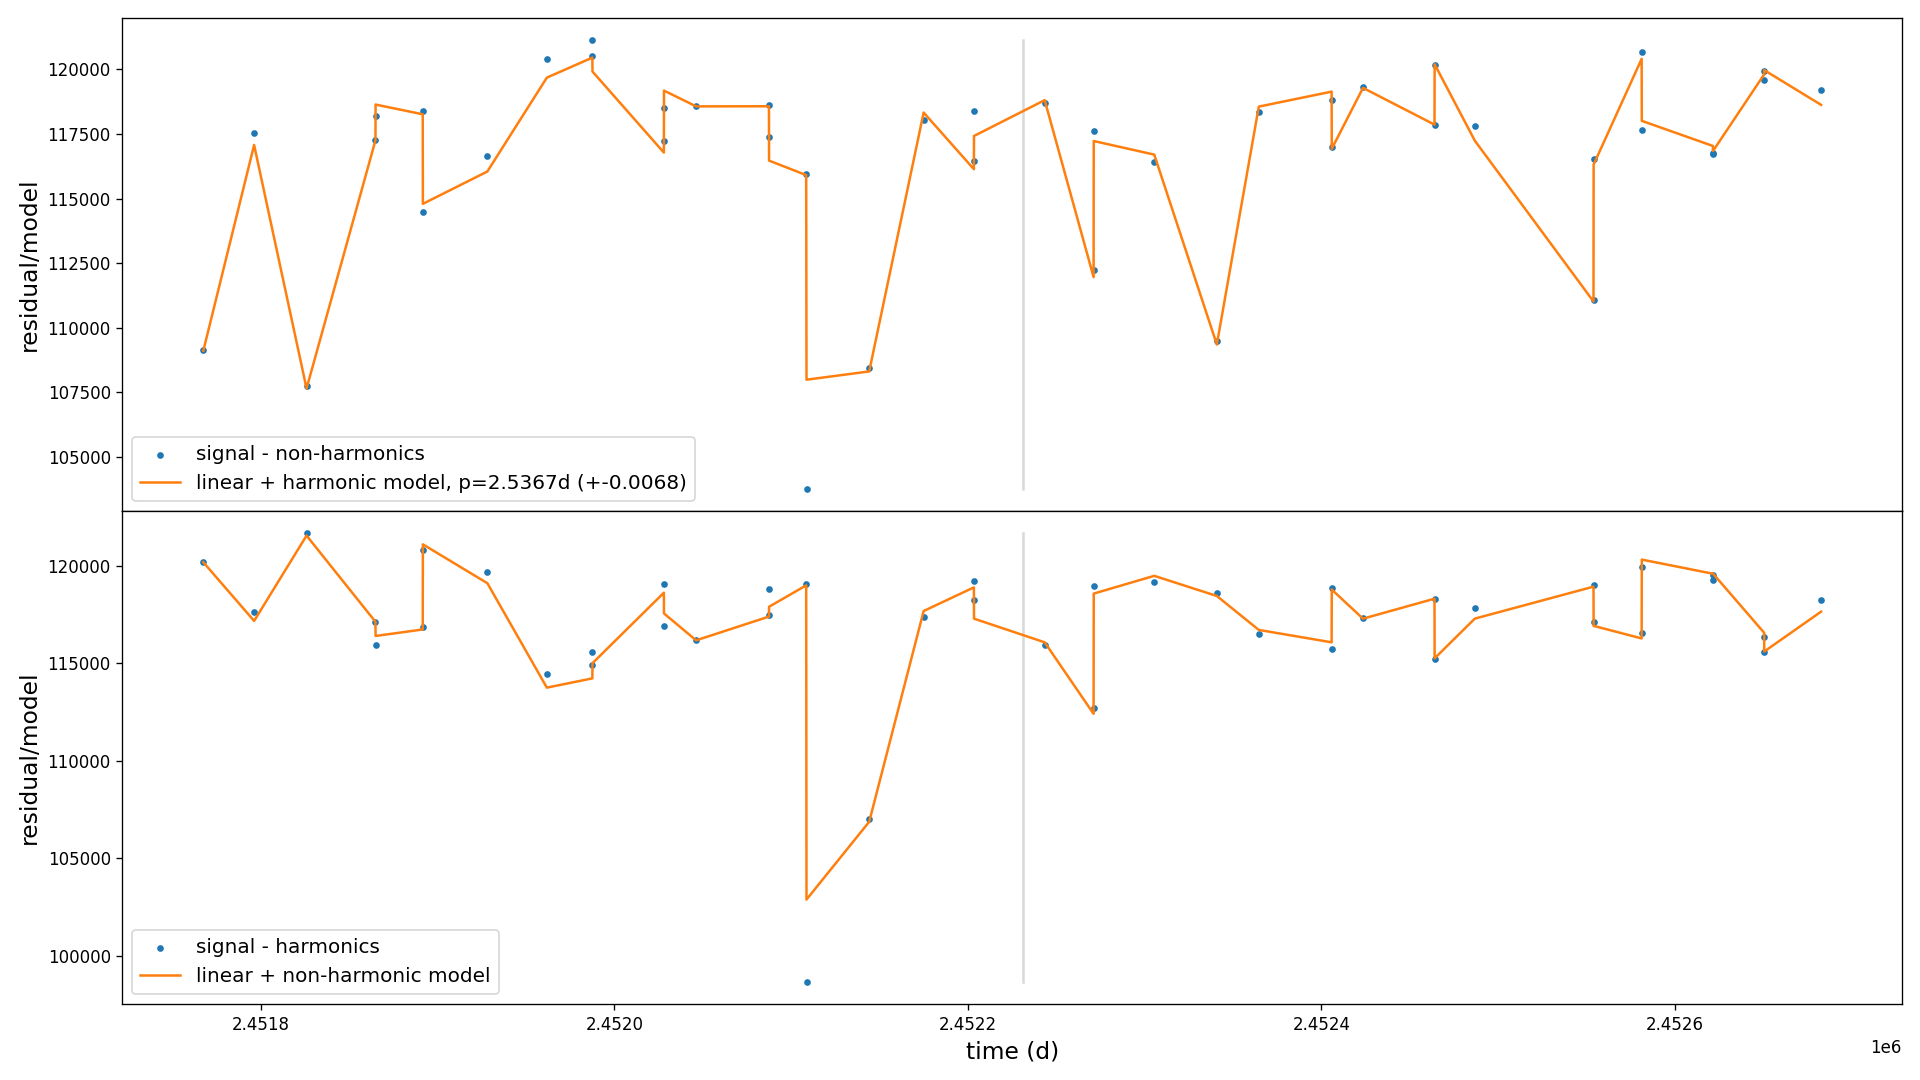 residual/model
120000
117500
115000
112500
110000
107500
105000
signal - non-harmonics
linear + harmonic model, p=2.5367d (+-0.0068)
residual/model
120000
115000
110000
105000
100000
signal - harmonics
linear + non-harmonic model
2.4518 2.4520 2.4522 2.4524 2.4526
time (d)
1e6